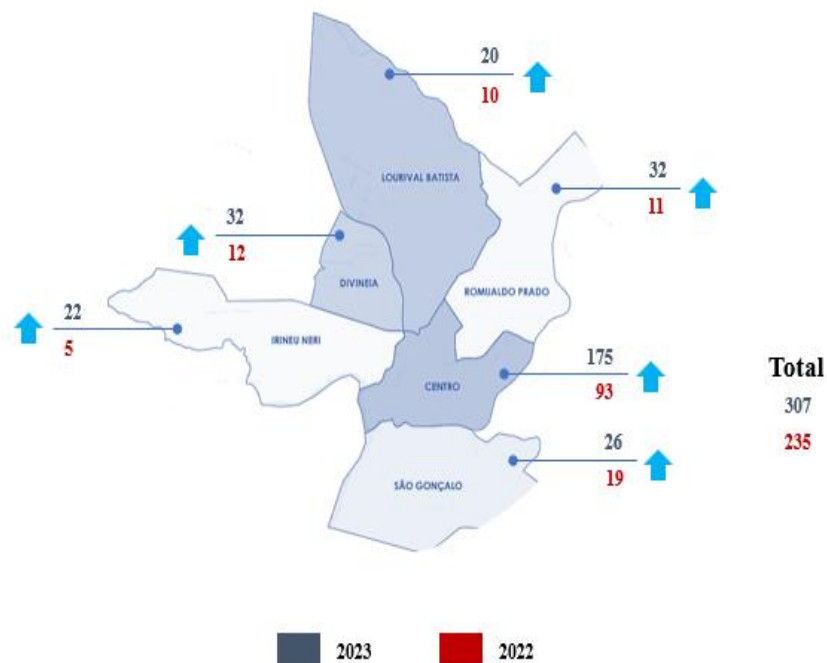 20
10
LOURIVAL BATISTA
32
11
32
12
DIVINEIA
ROMUALDO PRADO
22
5
IRINEU NERI
175
93
CENTRO
Total
307
235
26
19
SÃO GONÇALO
2023
2022